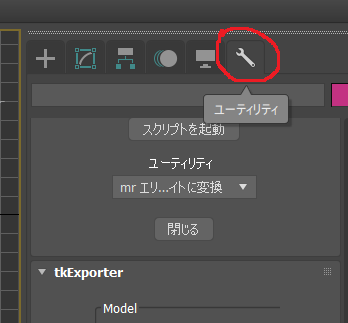 ユーティリティ
スクリプトを起動
ユーティリティ
mr エリ...イトに変換
閉じる
tkExporter
Model